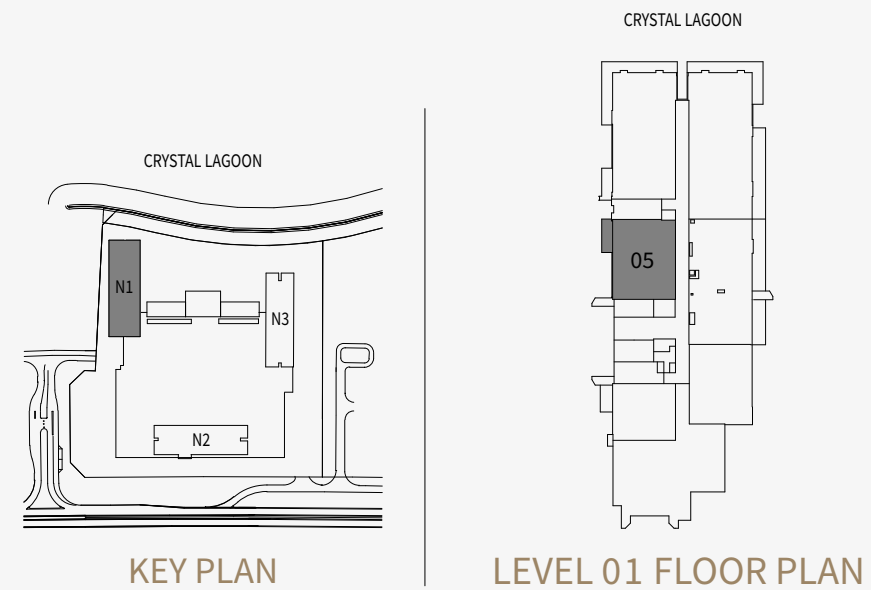 CRYSTAL LAGOON
N1
N3
N2
KEY PLAN
CRYSTAL LAGOON
05
LEVEL 01 FLOOR PLAN